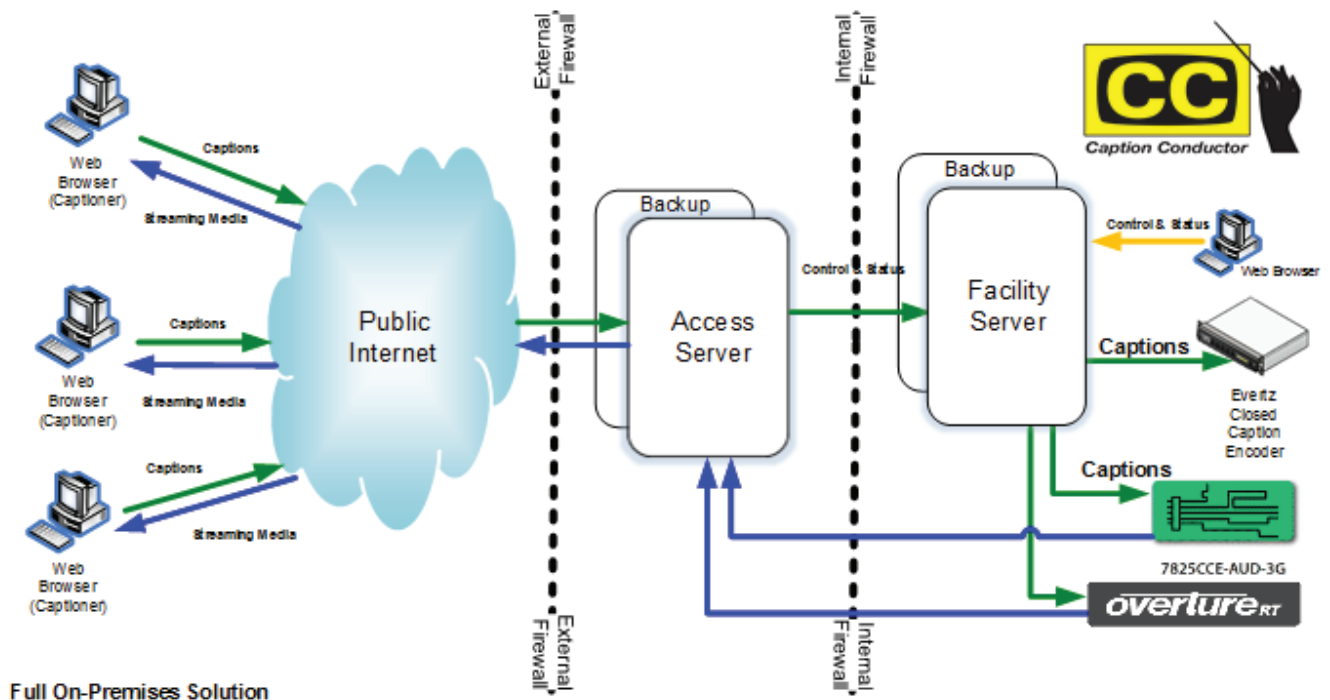 External
Firewall
Internal
Firewall
CC
Caption Conductor
Captions
Web
Browser
(Captioner)
Streaming Media
Backup
Backup
Control & Status
Web Browser
Captions
Web
Browser
(Captioner)
Streaming Media
Public
Internet
Access
Server
Control & Status
Facility
Server
Captions
Evertz
Closed
Caption
Encoder
Captions
Web
Browser
(Captioner)
Streaming Media
Captions
7825CCE-AUD-3G
overture RT
External
Firewall
Internal
Firewall
Full On-Premises Solution